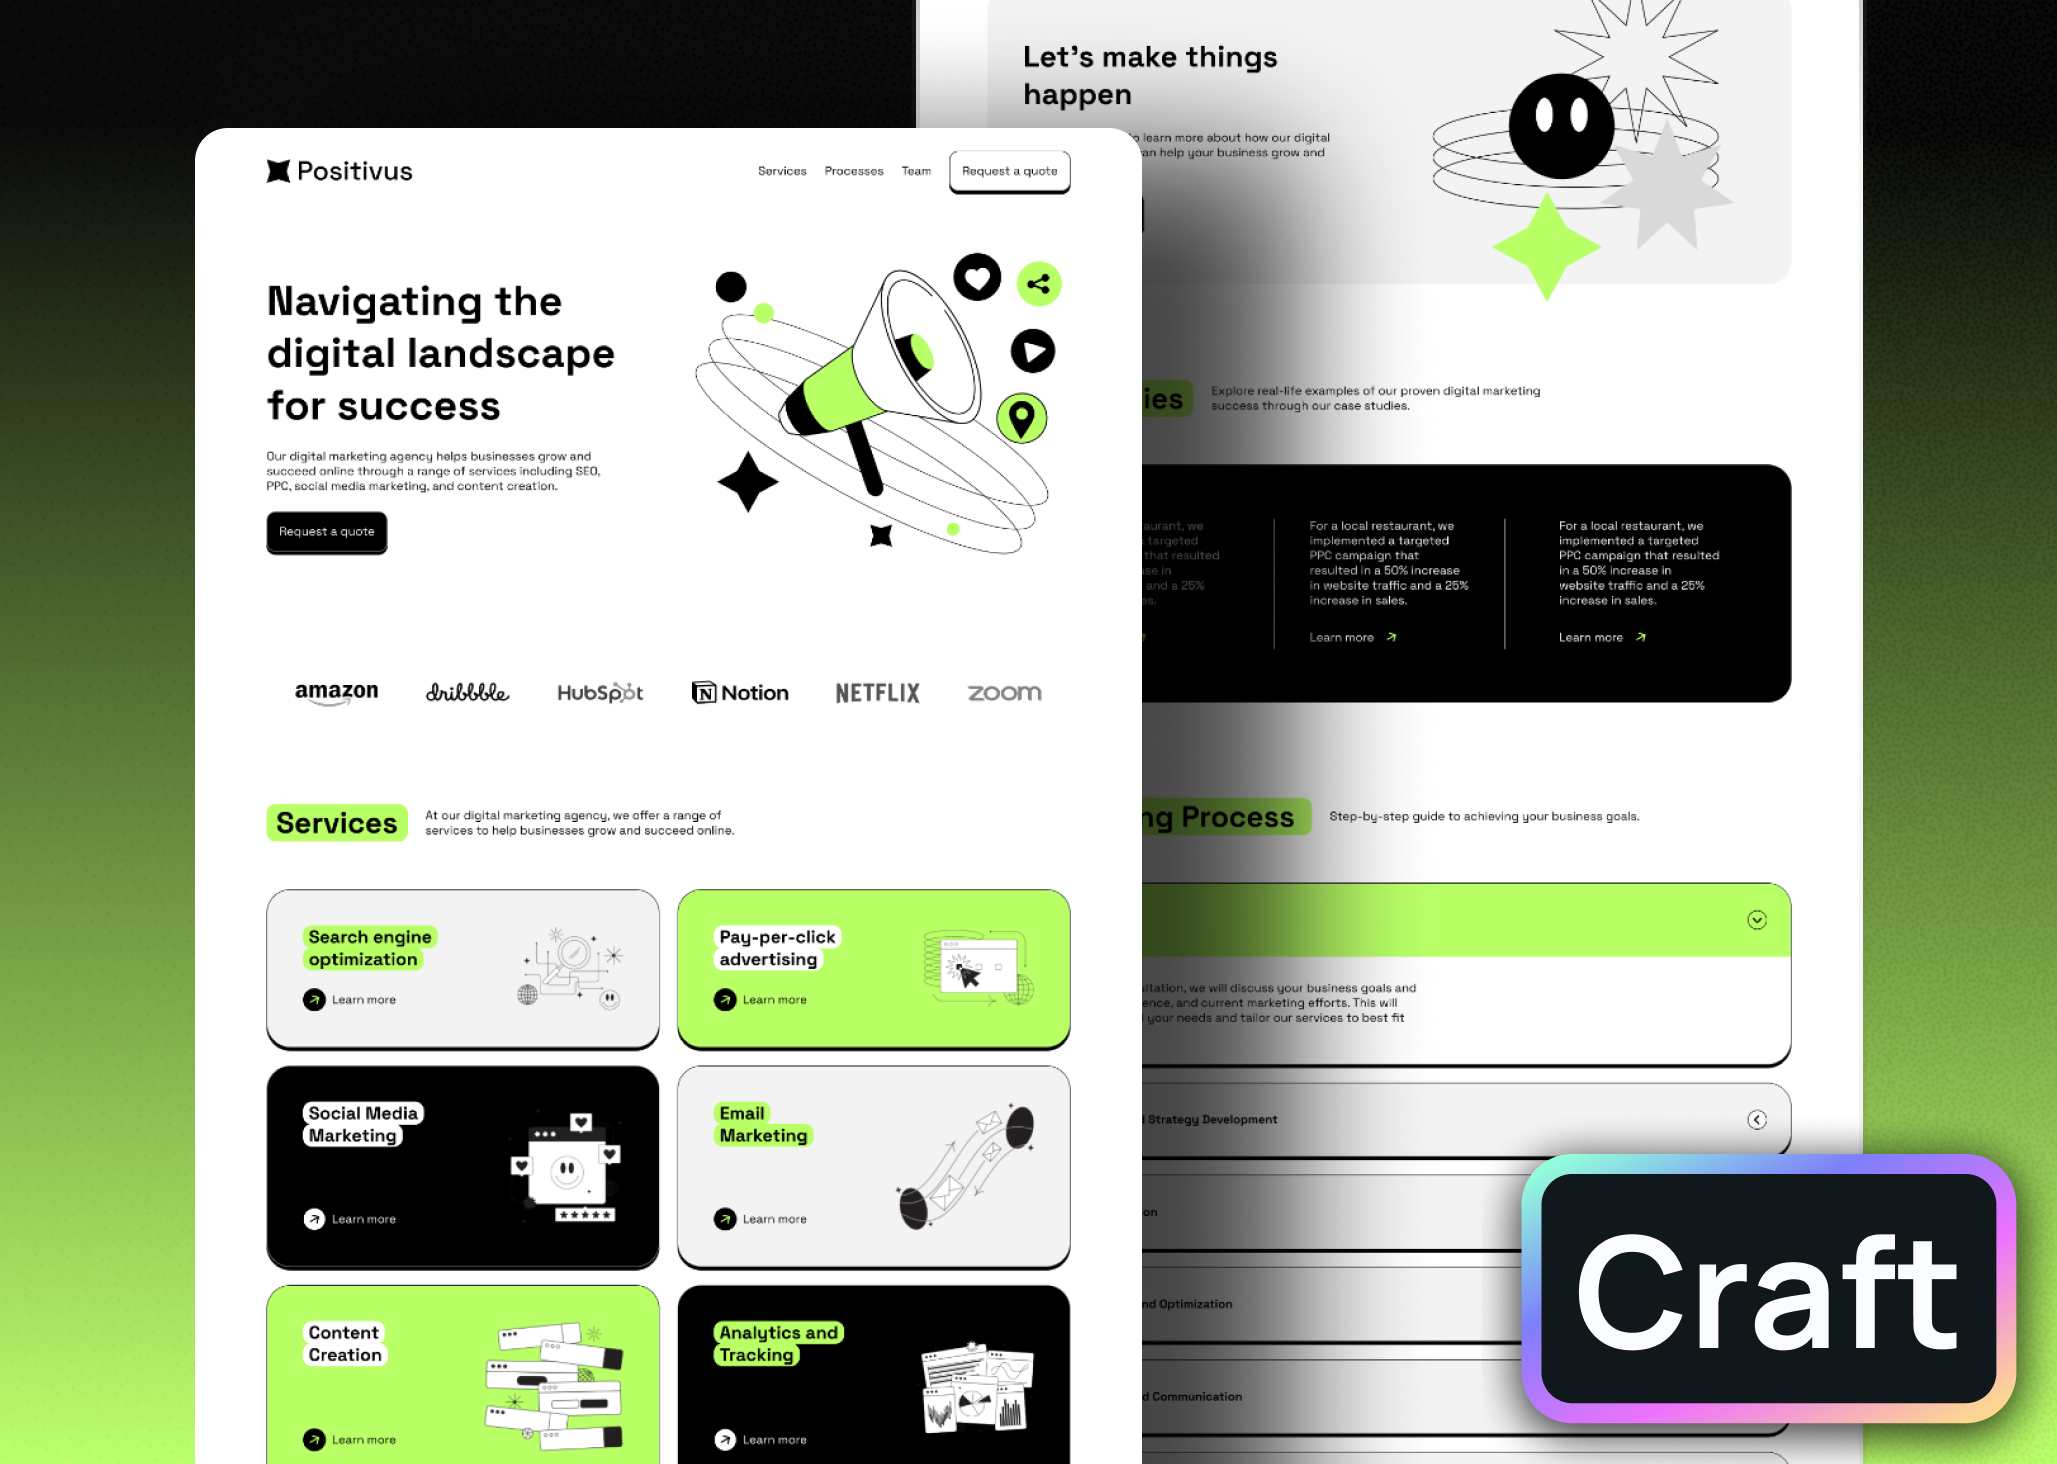 Positivus
Services Processes Team Request a quote
Navigating the
digital landscape
for success
Our digital marketing agency helps businesses grow and
succeed online through a range of services including SEO,
PPC, social media marketing, and content creation.
Request a quote
amazon dribbble HubSpot Notion NETFLIX zoom
Services
At our digital marketing agency, we offer a range of
services to help businesses grow and succeed online.
Search engine
optimization
Learn more
Pay-per-click
advertising
Learn more
Social Media
Marketing
Learn more
Email
Marketing
Learn more
Content
Creation
Learn more
Analytics and
Tracking
Learn more
Let's make things
happen
to learn more about how our digital
can help your business grow and
Explore real-life examples of our proven digital marketing
success through our case studies.
we
targeted
that resulted
in
and a 25%
For a local restaurant, we
implemented a targeted
PPC campaign that
resulted in a 50% increase
in website traffic and a 25%
increase in sales.
Learn more
For a local restaurant, we
implemented a targeted
PPC campaign that resulted
in a 50% increase in
website traffic and a 25%
increase in sales.
Learn more
Process
Step-by-step guide to achieving your business goals.
we will discuss your business goals and
and current marketing efforts. This will
your needs and tailor our services to best fit
Strategy Development
Optimization
Communication
Craft